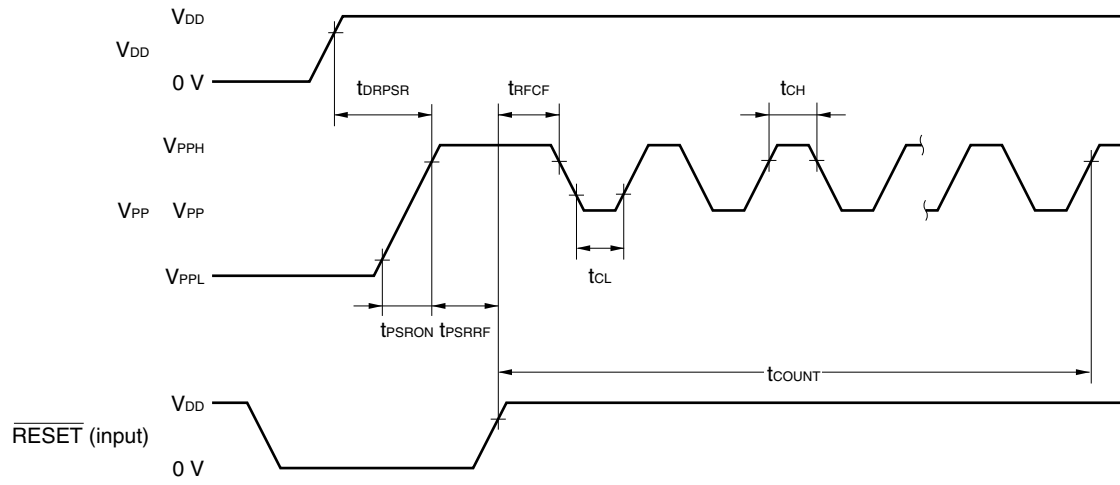 VDD
VDD
0 V
tDRPSR
tRFCF
tCH
VPPH
VPP VPP
VPPL
tCL
tPSRON tPSRRF
tCOUNT
VDD
RESET (input)
0 V